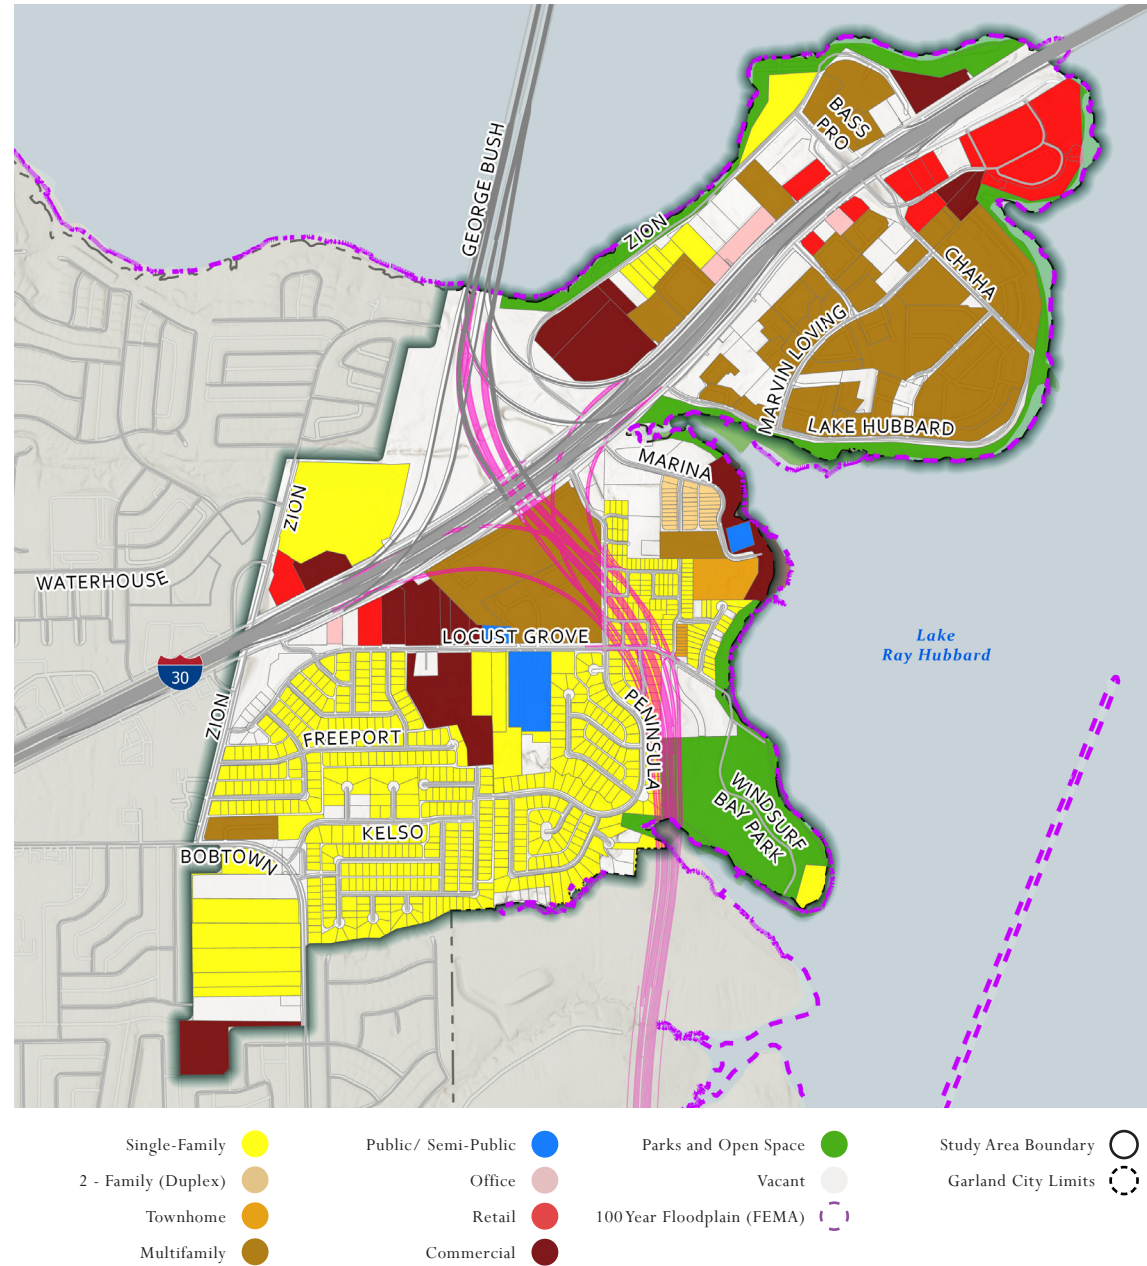 GEORGE BUSH
BASS
PRO
ZION
CHAHA
MARVIN LOVING
LAKE HUBBARD
MARINA
ZION
WATERHOUSE
LOCUST GROVE
Lake
Ray Hubbard
30
ZION
PENINSULA
FREEPORT
WINDSURF
BAY PARK
KELSO
BOBTOWN
Single-Family
Public/ Semi-Public
Parks and Open Space
Study Area Boundary
2 - Family (Duplex)
Office
Vacant
Garland City Limits
Townhome
Retail
100 Year Floodplain (FEMA)
Multifamily
Commercial